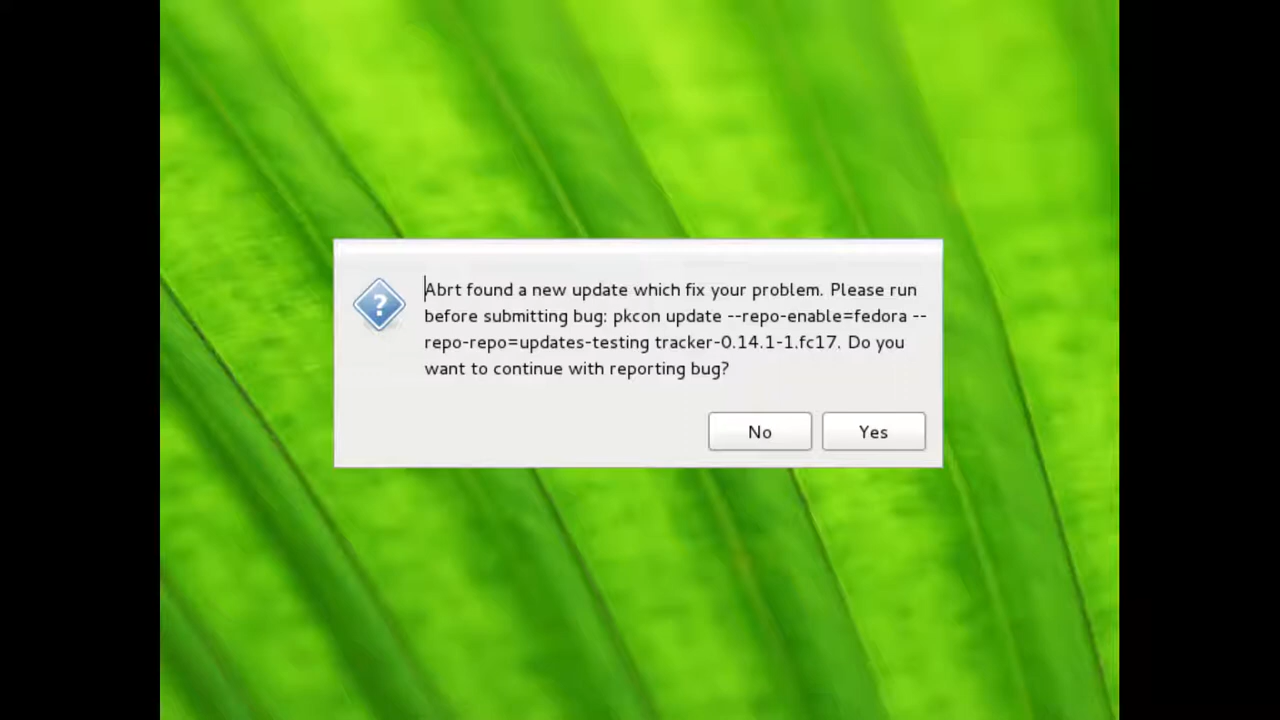 Abrt found a new update which fix your problem. Please run
before submitting bug: pkcon update --repo-enable=fedora --
repo-repo=updates-testing tracker-0.14.1-1.fc17. Do you
want to continue with reporting bug?
No Yes